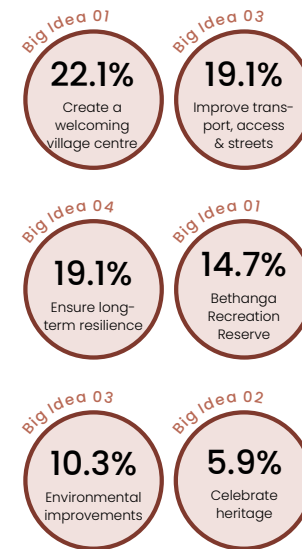 Big Idea 01
22.1%
Create a
welcoming
village centre
Big Idea 03
19.1%
Improve trans-
port, access
& streets
Big Idea 04
19.1%
Ensure long-
term resilience
Big Idea 01
14.7%
Bethanga
Recreation
Reserve
Big Idea 03
10.3%
Environmental
improvements
Big Idea 02
5.9%
Celebrate
heritage